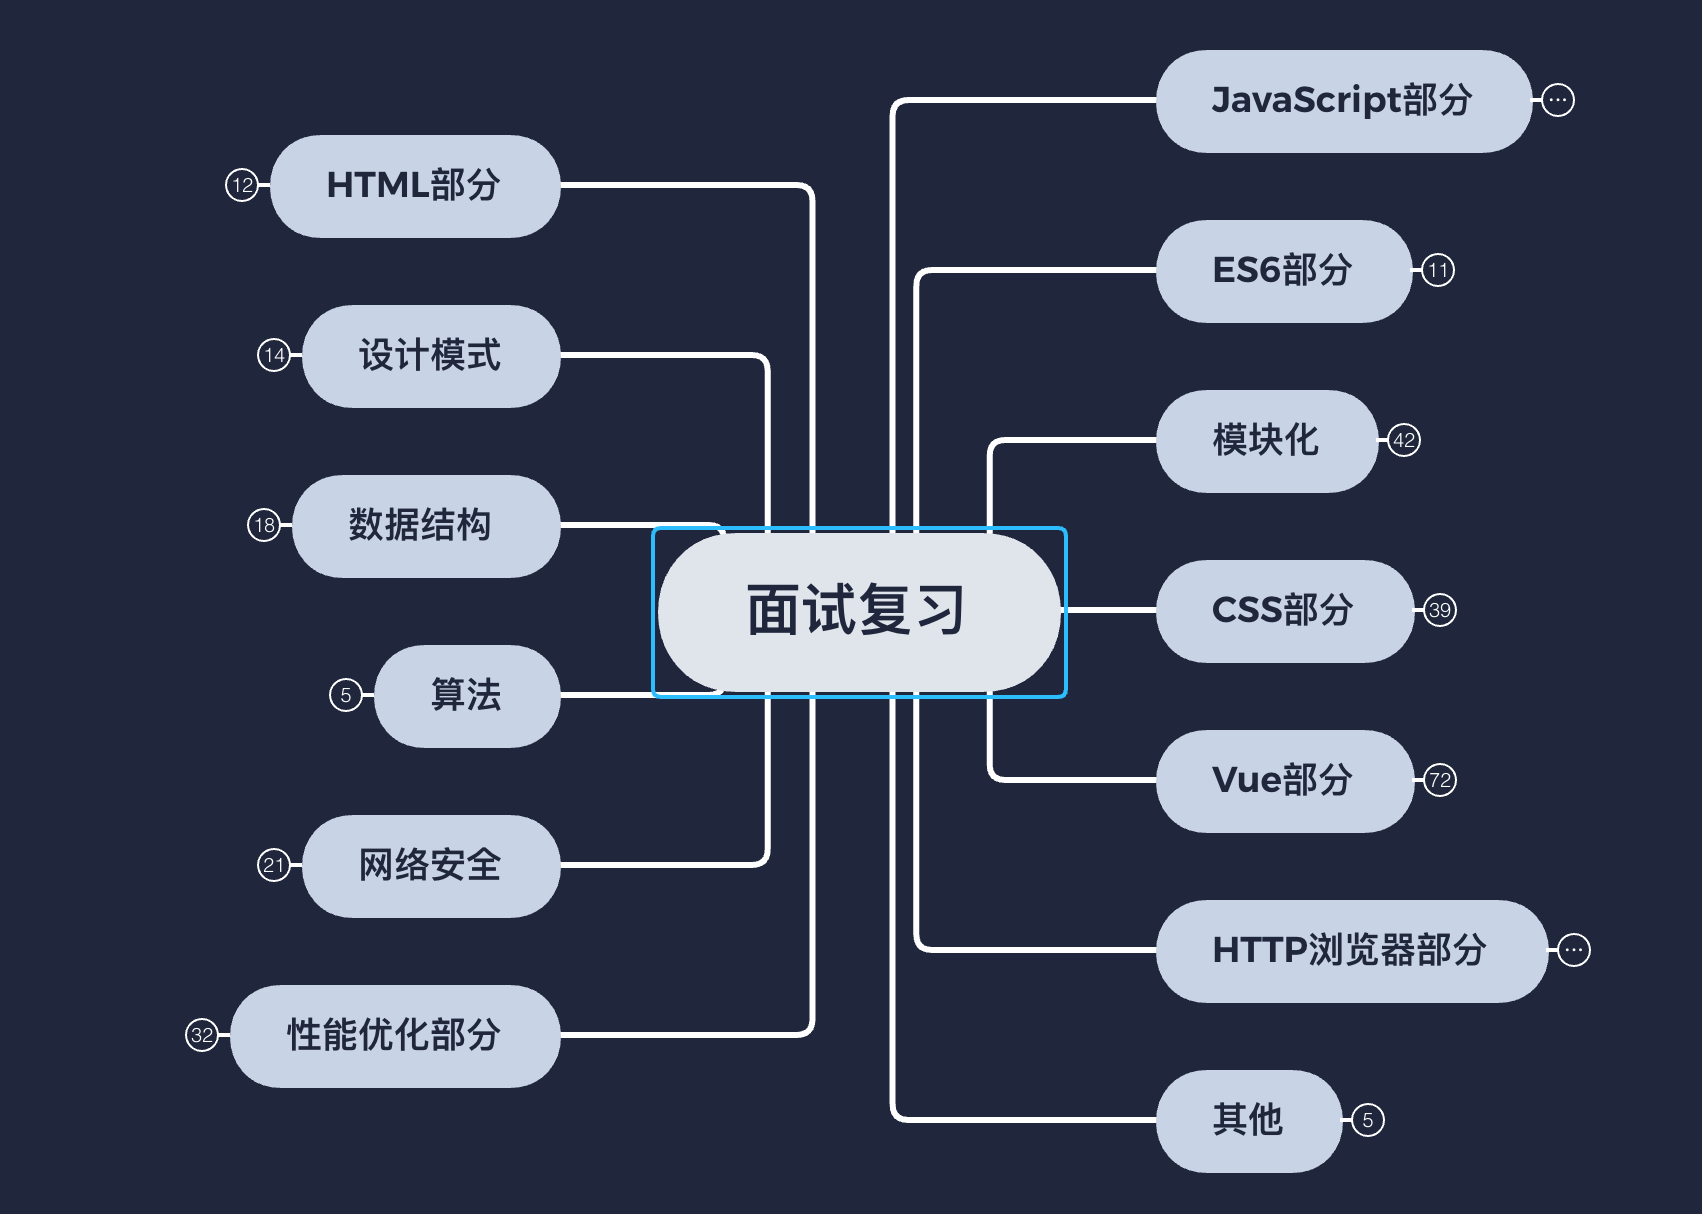 面试复习
JavaScript部分
…
ES6部分
11
模块化
42
CSS部分
39
Vue部分
72
HTTP浏览器部分
…
其他
5
HTML部分
12
设计模式
14
数据结构
18
算法
5
网络安全
21
性能优化部分
32